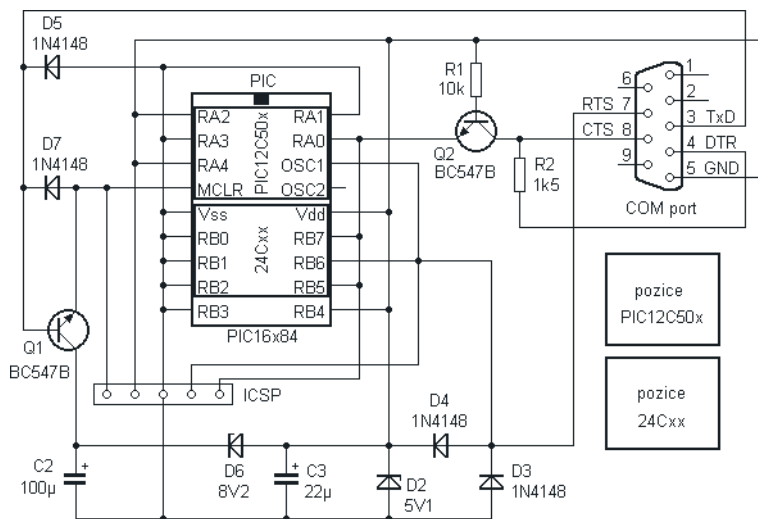 D5
1N4148
D7
1N4148
PIC
RA2
RA3
RA4
MCLR
PIC12C50x
RA1
RA0
OSC1
OSC2
Vss
RB0
RB1
RB2
RB3
24Cxx
Vdd
RB7
RB6
RB5
RB4
PIC16x84
R1
10k
Q2
BC547B
R2
1k5
RTS 7
CTS 8
6
9
1
2
3 TxD
4 DTR
5 GND
COM port
pozice
PIC12C50x
pozice
24Cxx
Q1
BC547B
ICSP
C2
100µ
+
D6
8V2
+
C3
22µ
D4
1N4148
D2
5V1
D3
1N4148